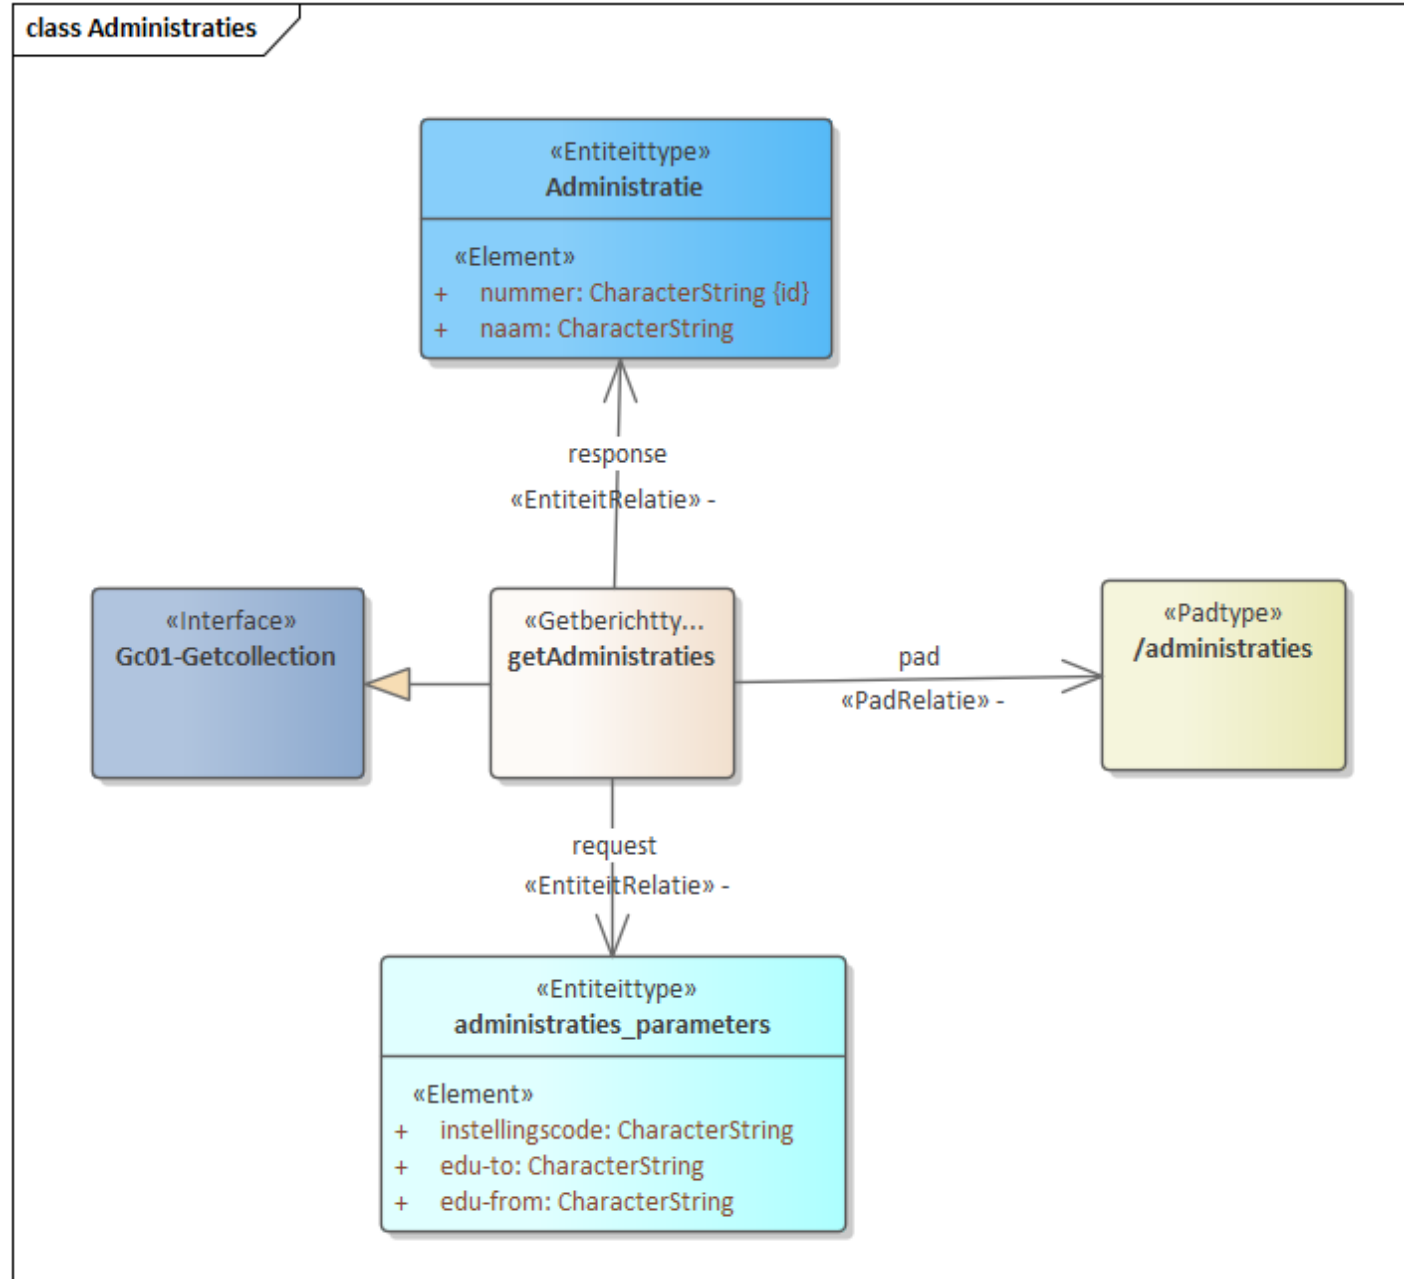 class Administraties
«Entiteittype»
Administratie
«Element»
+ nummer: CharacterString {id}
+ naam: CharacterString
response
«EntiteitRelatie» -
«Interface»
Gc01-Getcollection
«Getberichtty...
getAdministraties
pad
«PadRelatie» -
«Padtype»
/administraties
request
«EntiteitRelatie» -
«Entiteittype»
administraties_parameters
«Element»
+ instellingscode: CharacterString
+ edu-to: CharacterString
+ edu-from: CharacterString